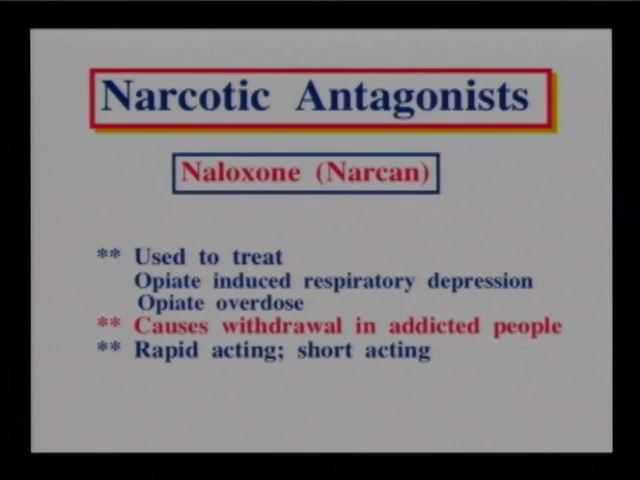 Narcotic Antagonists
Naloxone (Narcan)
** Used to treat
Opiate induced respiratory depression
Opiate overdose
** Causes withdrawal in addicted people
** Rapid acting; short acting